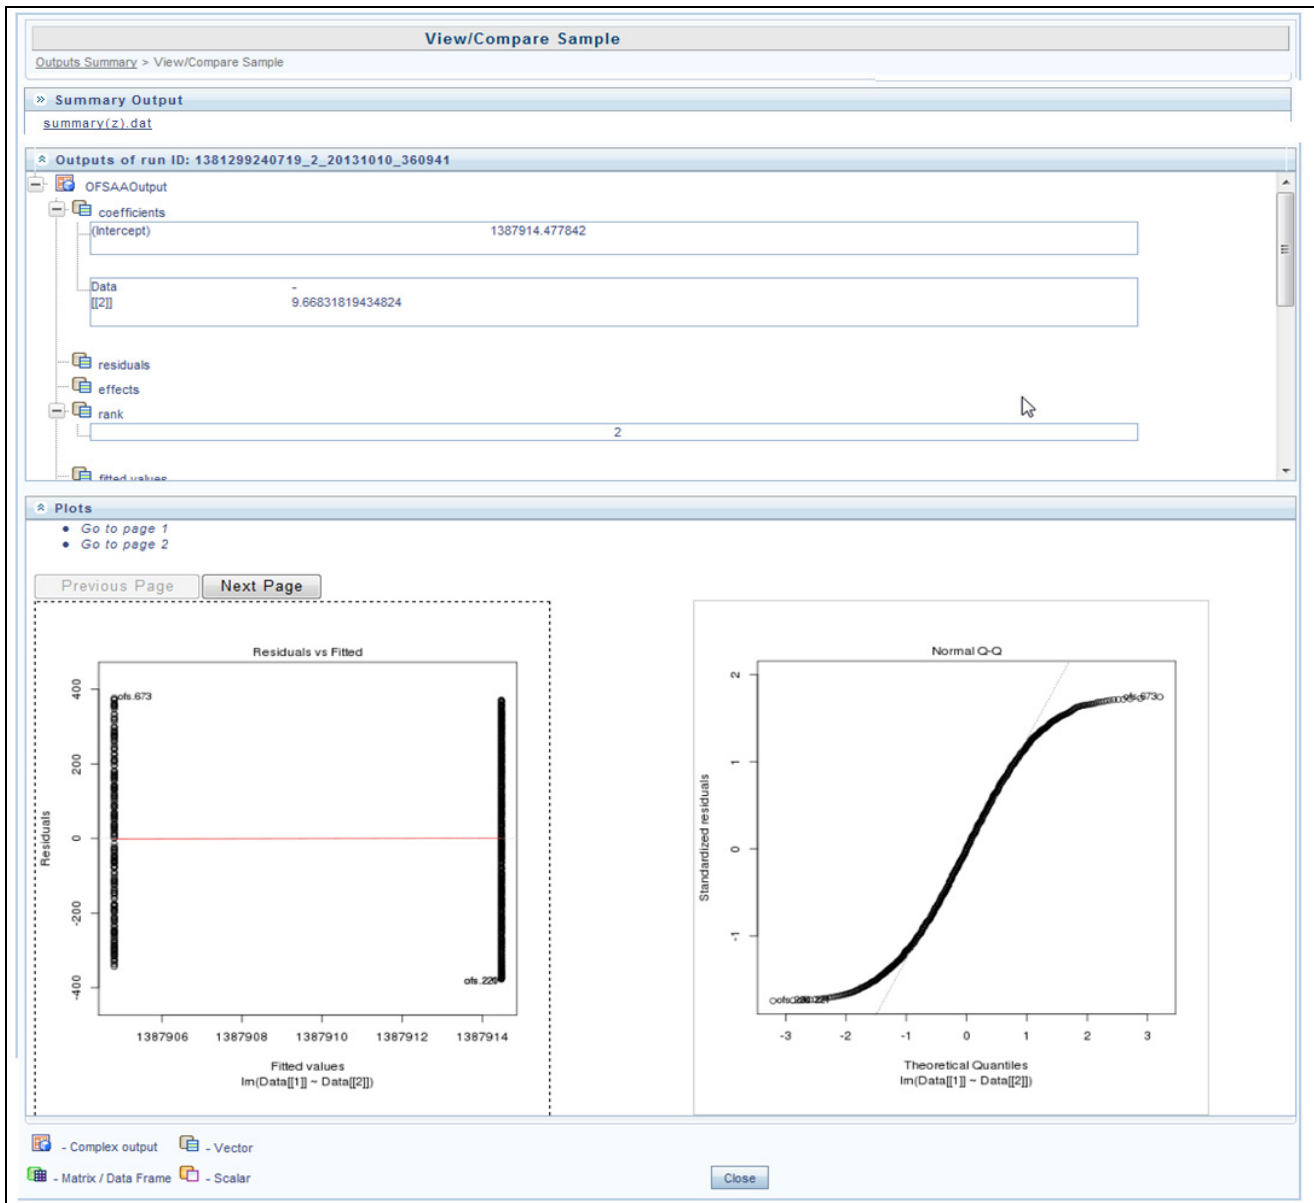 View/Compare Sample
Outputs Summary > View/Compare Sample
Summary Output
summary(z).dat
Outputs of run ID: 1381299240719_2_20131010_360941
OFSAAOutput
coefficients
(Intercept) 1387914.477842
Data -
[[2]] 9.66831819434824
residuals
effects
rank
2
fitted values
Plots
Go to page 1
Go to page 2
Previous Page Next Page
Residuals vs Fitted
ofs.673
400
200
0
-200
-400
Residuals
1387906 1387908 1387910 1387912 1387914
Fitted values
lm(Data[[1]] ~ Data[[2]])
Normal Q-Q
2
1
0
-1
Standardized residuals
-3 -2 -1 0 1 2 3
Theoretical Quantiles
lm(Data[[1]] ~ Data[[2]])
- Complex output - Vector
- Matrix / Data Frame - Scalar
Close